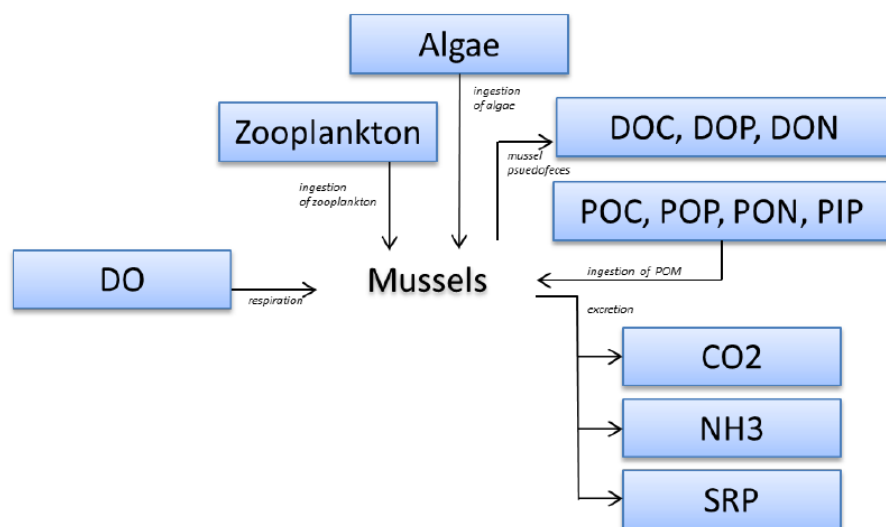 Algae
ingestion
of algae
Zooplankton
DOC, DOP, DON
mussel
psuedofeces
ingestion
of zooplankton
POC, POP, PON, PIP
DO
Mussels
ingestion of POM
respiration
excretion
CO2
NH3
SRP